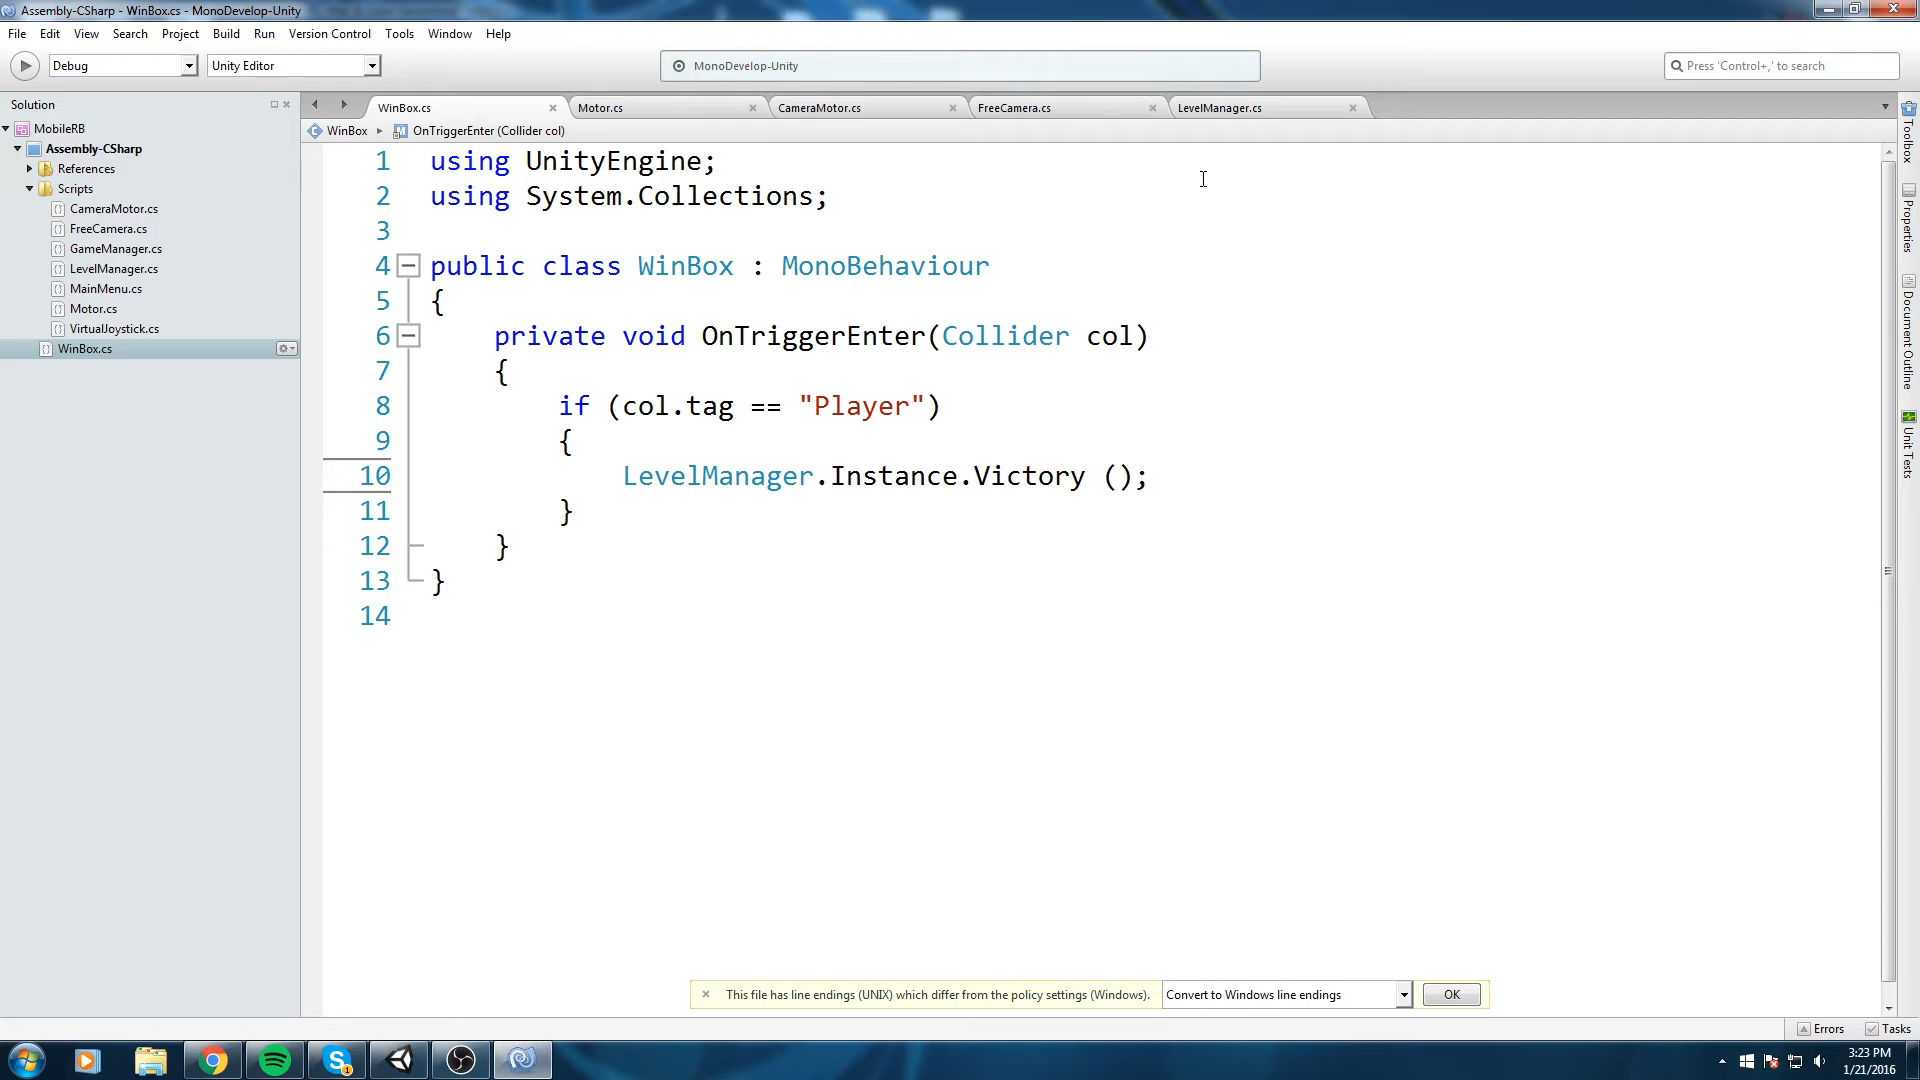 Assembly-CSharp - WinBox.cs - MonoDevelop-Unity
File Edit View Search Project Build Run Version Control Tools Window Help
Debug Unity Editor MonoDevelop-Unity Press 'Control+,' to search
Solution
MobileRB
Assembly-CSharp
References
Scripts
CameraMotor.cs
FreeCamera.cs
GameManager.cs
LevelManager.cs
MainMenu.cs
Motor.cs
VirtualJoystick.cs
WinBox.cs
WinBox.cs Motor.cs CameraMotor.cs FreeCamera.cs LevelManager.cs
WinBox OnTriggerEnter (Collider col)
1 using UnityEngine;
2 using System.Collections;
3
4 public class WinBox : MonoBehaviour
5 {
6 private void OnTriggerEnter(Collider col)
7 {
8 if (col.tag == "Player")
9 {
10 LevelManager.Instance.Victory ();
11 }
12 }
13 }
14
Toolbox
Properties
Document Outline
Unit Tests
This file has line endings (UNIX) which differ from the policy settings (Windows). Convert to Windows line endings OK
Errors Tasks
1
3:23 PM
1/21/2016